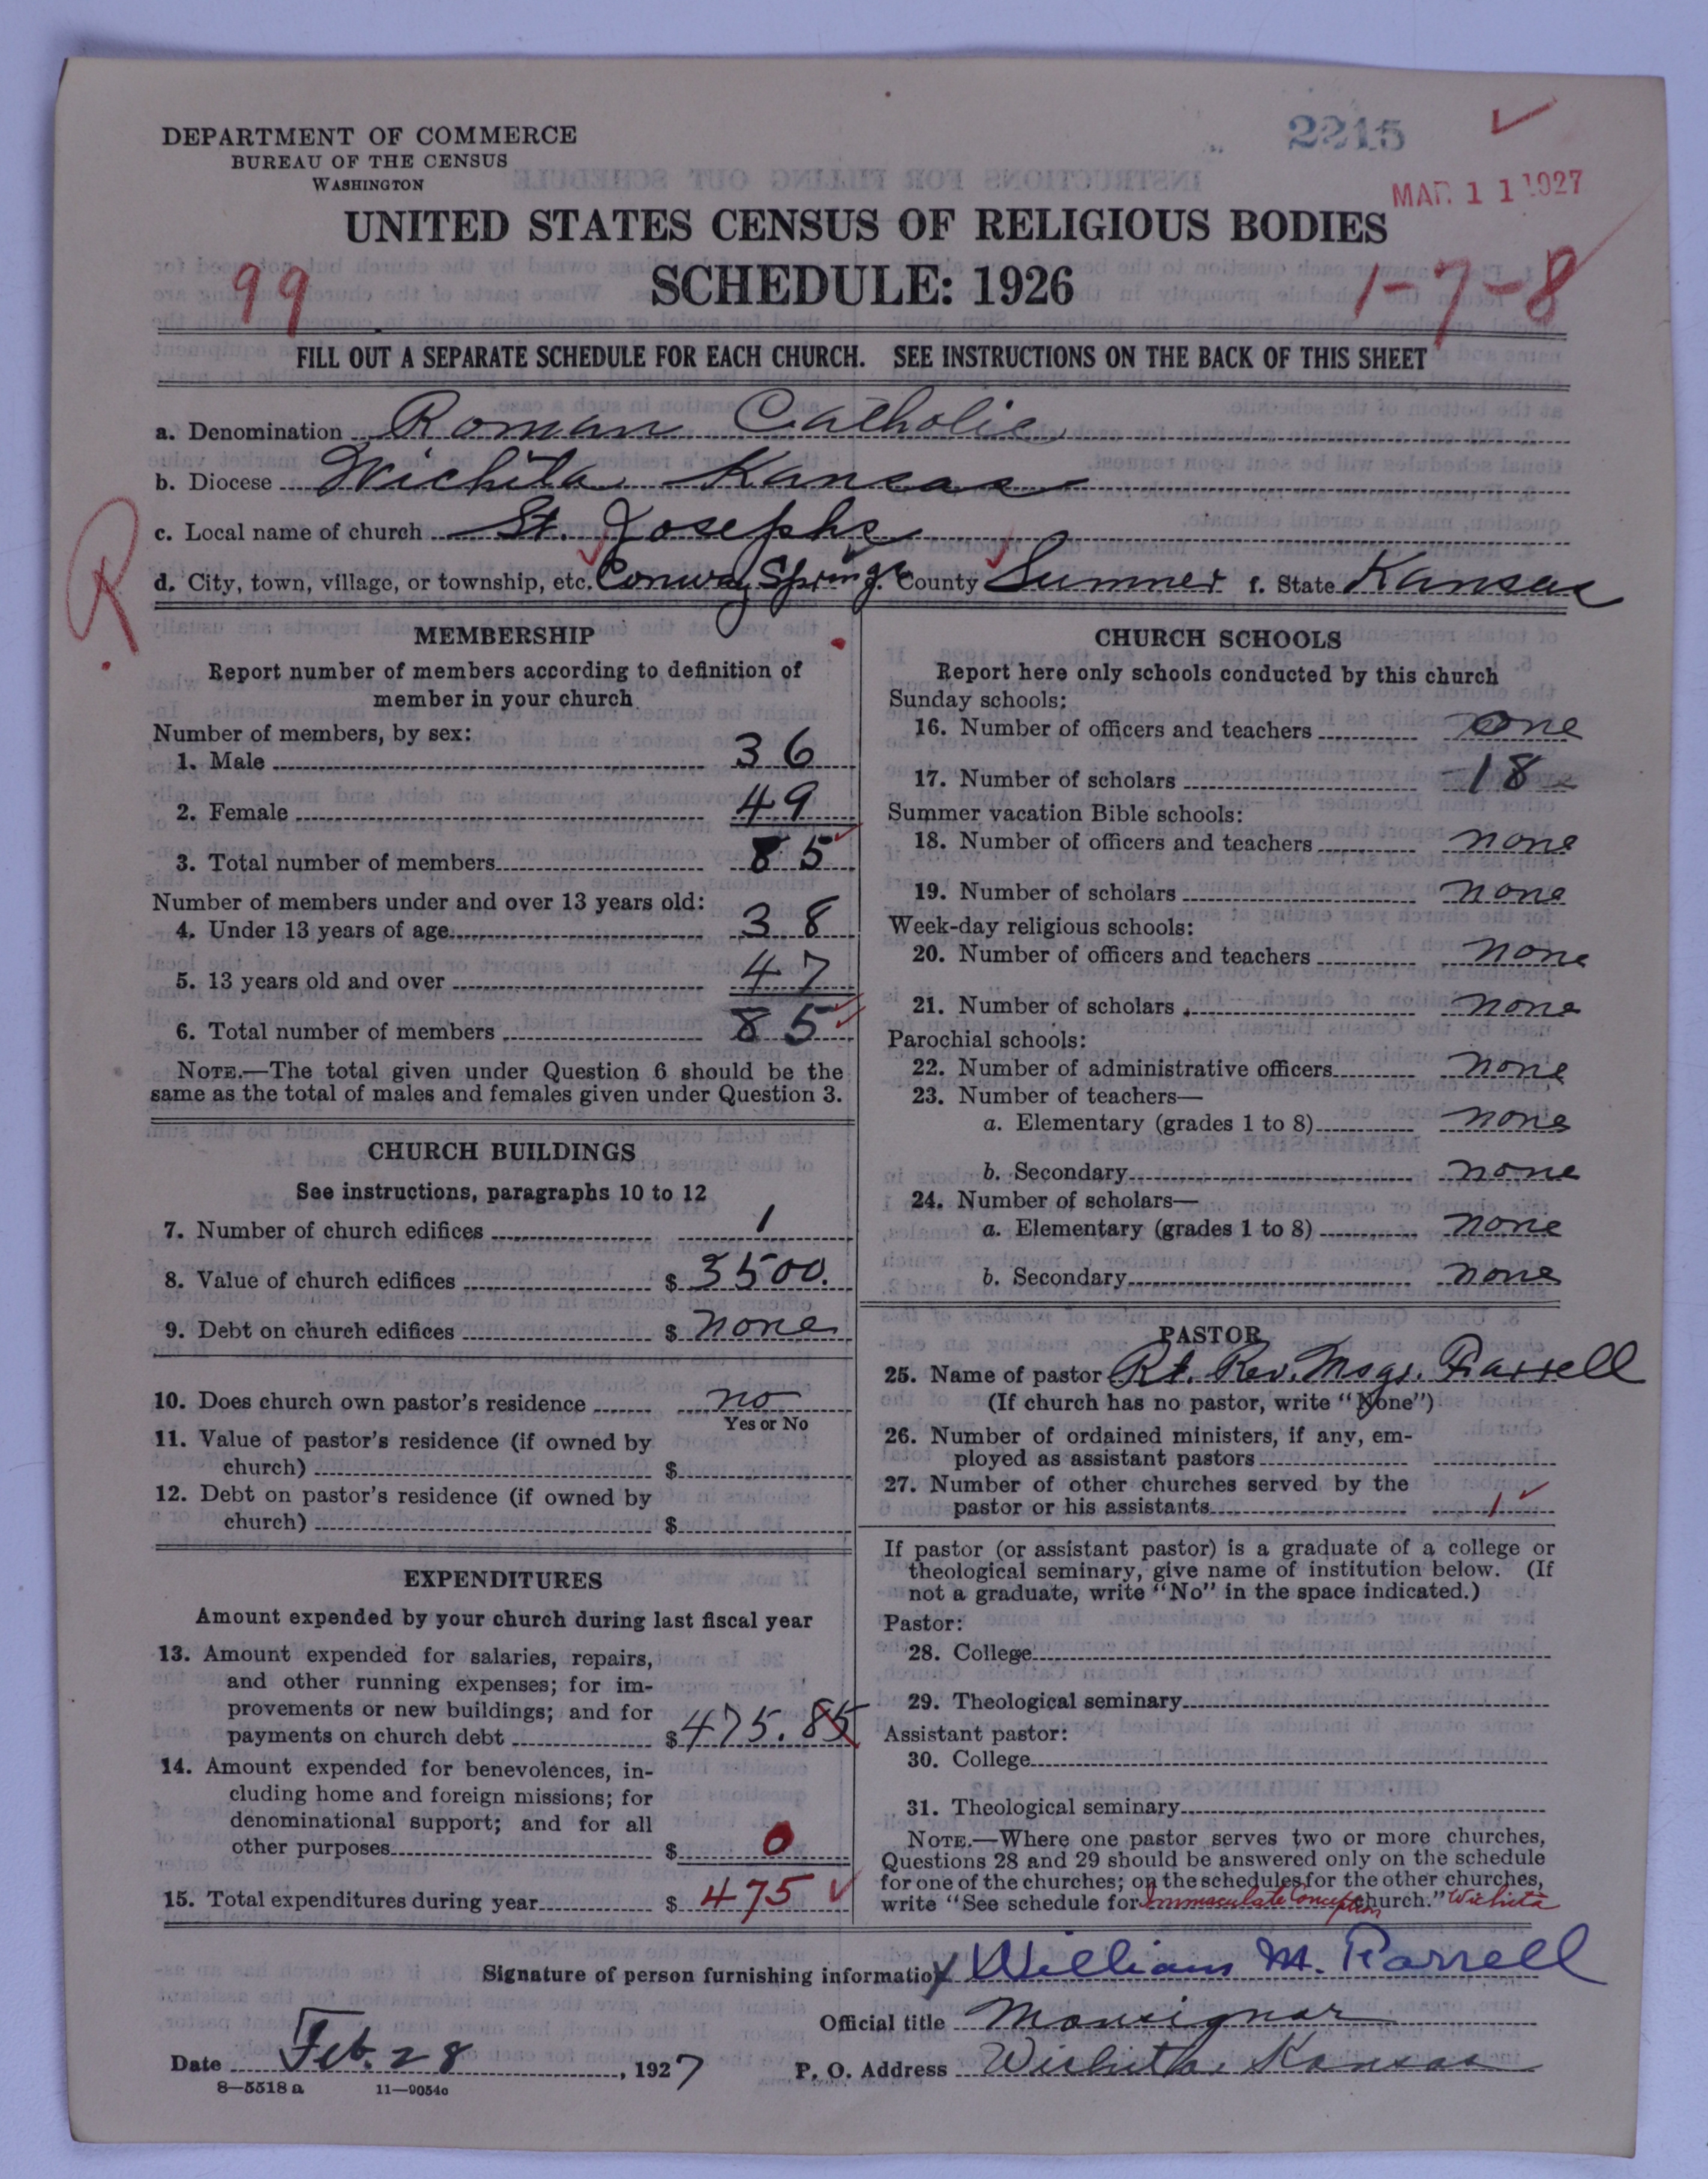 2215
MAR. 11 1927
DEPARTMENT OF COMMERCE
BUREAU OF THE CENSUS
WASHINGTON
UNITED STATES CENSUS OF RELIGIOUS BODIES
99 SCHEDULE: 1926 1-7-8
FILL OUT A SEPARATE SCHEDULE FOR EACH CHURCH. SEE INSTRUCTIONS ON THE BACK OF THIS SHEET
a. Denomination Roman Catholic
b. Diocese Wichita Kansas
c. Local name of church St. Josephs
R. d. City, town, village, or township, etc. Conway Springs County Sumner f. State Kansas
MEMBERSHIP
Report number of members according to definition of
member in your church
Number of members, by sex:
1. Male 36
2. Female 49
3. Total number of members 85
Number of members under and over 13 years old:
4. Under 13 years of age 38
5. 13 years old and over 47
6. Total number of members 85
NOTE.—The total given under Question 6 should be the
same as the total of males and females given under Question 3.
CHURCH BUILDINGS
See instructions, paragraphs 10 to 12
7. Number of church edifices 1
8. Value of church edifices $ 3500.
9. Debt on church edifices $ none
10. Does church own pastor's residence no
Yes or No
11. Value of pastor's residence (if owned by
church) $
12. Debt on pastor's residence (if owned by
church) $
EXPENDITURES
Amount expended by your church during last fiscal year
13. Amount expended for salaries, repairs,
and other running expenses; for im-
provements or new buildings; and for
payments on church debt $ 475.85
14. Amount expended for benevolences, in-
cluding home and foreign missions; for
denominational support; and for all
other purposes $ 0
15. Total expenditures during year $ 475
CHURCH SCHOOLS
Report here only schools conducted by this church
Sunday schools:
16. Number of officers and teachers one
17. Number of scholars 18
Summer vacation Bible schools:
18. Number of officers and teachers none
19. Number of scholars none
Week-day religious schools:
20. Number of officers and teachers none
21. Number of scholars none
Parochial schools:
22. Number of administrative officers none
23. Number of teachers—
a. Elementary (grades 1 to 8) none
b. Secondary none
24. Number of scholars—
a. Elementary (grades 1 to 8) none
b. Secondary none
PASTOR
25. Name of pastor Rt. Rev. Msgr. Farrell
(If church has no pastor, write "None")
26. Number of ordained ministers, if any, em-
ployed as assistant pastors
27. Number of other churches served by the
pastor or his assistants 1
If pastor (or assistant pastor) is a graduate of a college or
theological seminary, give name of institution below. (If
not a graduate, write "No" in the space indicated.)
Pastor:
28. College
29. Theological seminary
Assistant pastor:
30. College
31. Theological seminary
NOTE.—Where one pastor serves two or more churches,
Questions 28 and 29 should be answered only on the schedule
for one of the churches; on the schedules for the other churches,
write "See schedule for Immaculate Conception church." Wichita
Signature of person furnishing information X William M. Farrell
Official title Monsignor
Date Feb. 28, 1927 P. O. Address Wichita, Kansas
8—5518 a 11—9054c